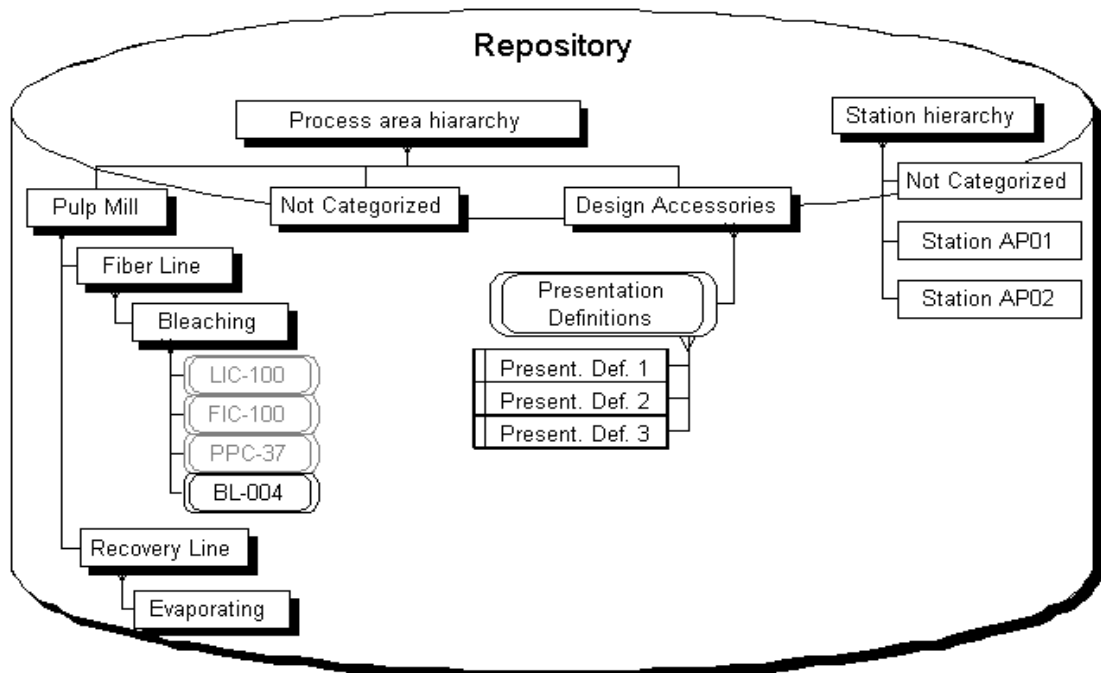 Repository
Process area hiararchy
Station hierarchy
Pulp Mill
Not Categorized
Design Accessories
Not Categorized
Fiber Line
Station AP01
Bleaching
Presentation
Definitions
Station AP02
LIC-100
FIC-100
PPC-37
BL-004
Present. Def. 1
Present. Def. 2
Present. Def. 3
Recovery Line
Evaporating